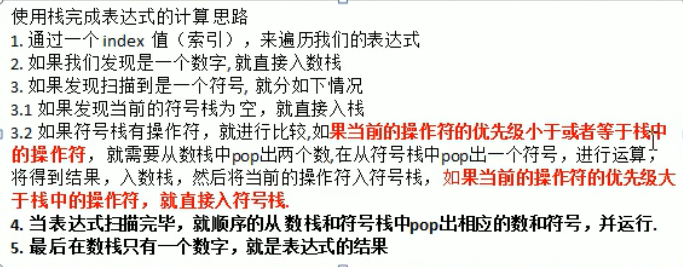 使用栈完成表达式的计算 思路
1. 通过一个 index 值（索引），来遍历我们的表达式
2. 如果我们发现是一个数字, 就直接入数栈
3. 如果发现扫描到是一个符号, 就分如下情况
3.1 如果发现当前的符号栈为 空，就直接入栈
3.2 如果符号栈有操作符，就进行比较,如果当前的操作符的优先级小于或者等于栈中
的操作符，就需要从数栈中pop出两个数,在从符号栈中pop出一个符号，进行运算，
将得到结果，入数栈，然后将当前的操作符入符号栈，如果当前的操作符的优先级大
于栈中的操作符，就直接入符号栈.
4. 当表达式扫描完毕，就顺序的从 数栈和符号栈中pop出相应的数和符号，并运行.
5. 最后在数栈只有一个数字，就是表达式的结果